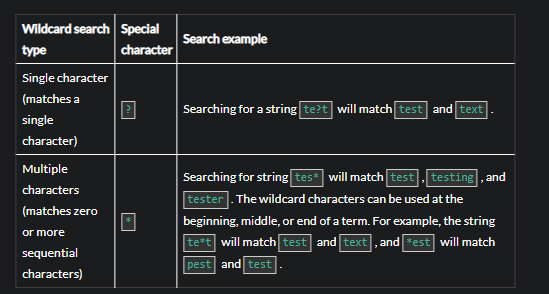 Wildcard search type
Special character
Search example
Single character
(matches a
single
character)
?
Searching for a string te?t will match test and text .
Multiple
characters
(matches zero
or more
sequential
characters)
*
Searching for string tes* will match test , testing , and
tester . The wildcard characters can be used at the
beginning, middle, or end of a term. For example, the string
te*t will match test and text , and *est will match
pest and test .